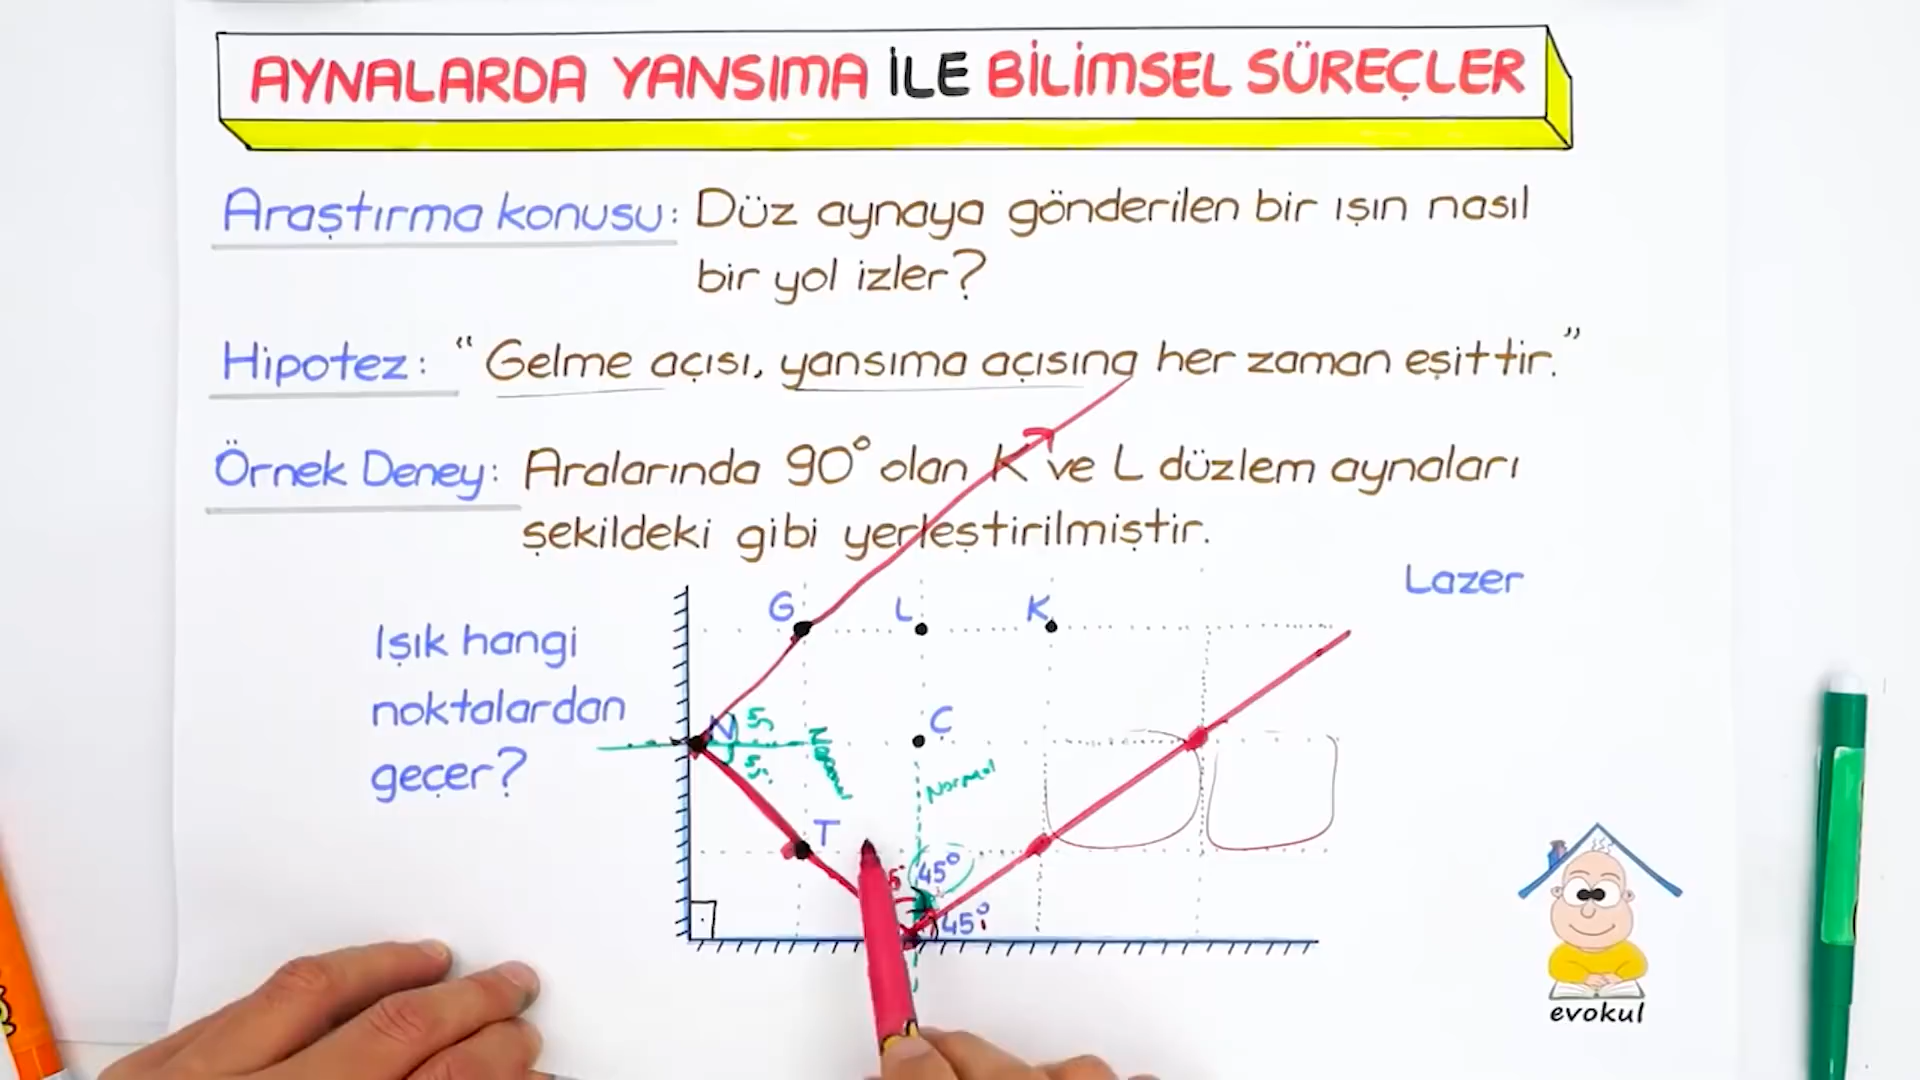 AYNALARDA YANSIMA İLE BİLİMSEL SÜREÇLER
Araştırma konusu: Düz aynaya gönderilen bir ışın nasıl
bir yol izler?
Hipotez: "Gelme açısı, yansıma açısına her zaman eşittir."
Örnek Deney: Aralarında 90° olan K ve L düzlem aynaları
şekildeki gibi yerleştirilmiştir.
Lazer
G L K
Işık hangi
noktalardan
geçer?
N
C
Normal
Normal
T
45°
45°
evokul